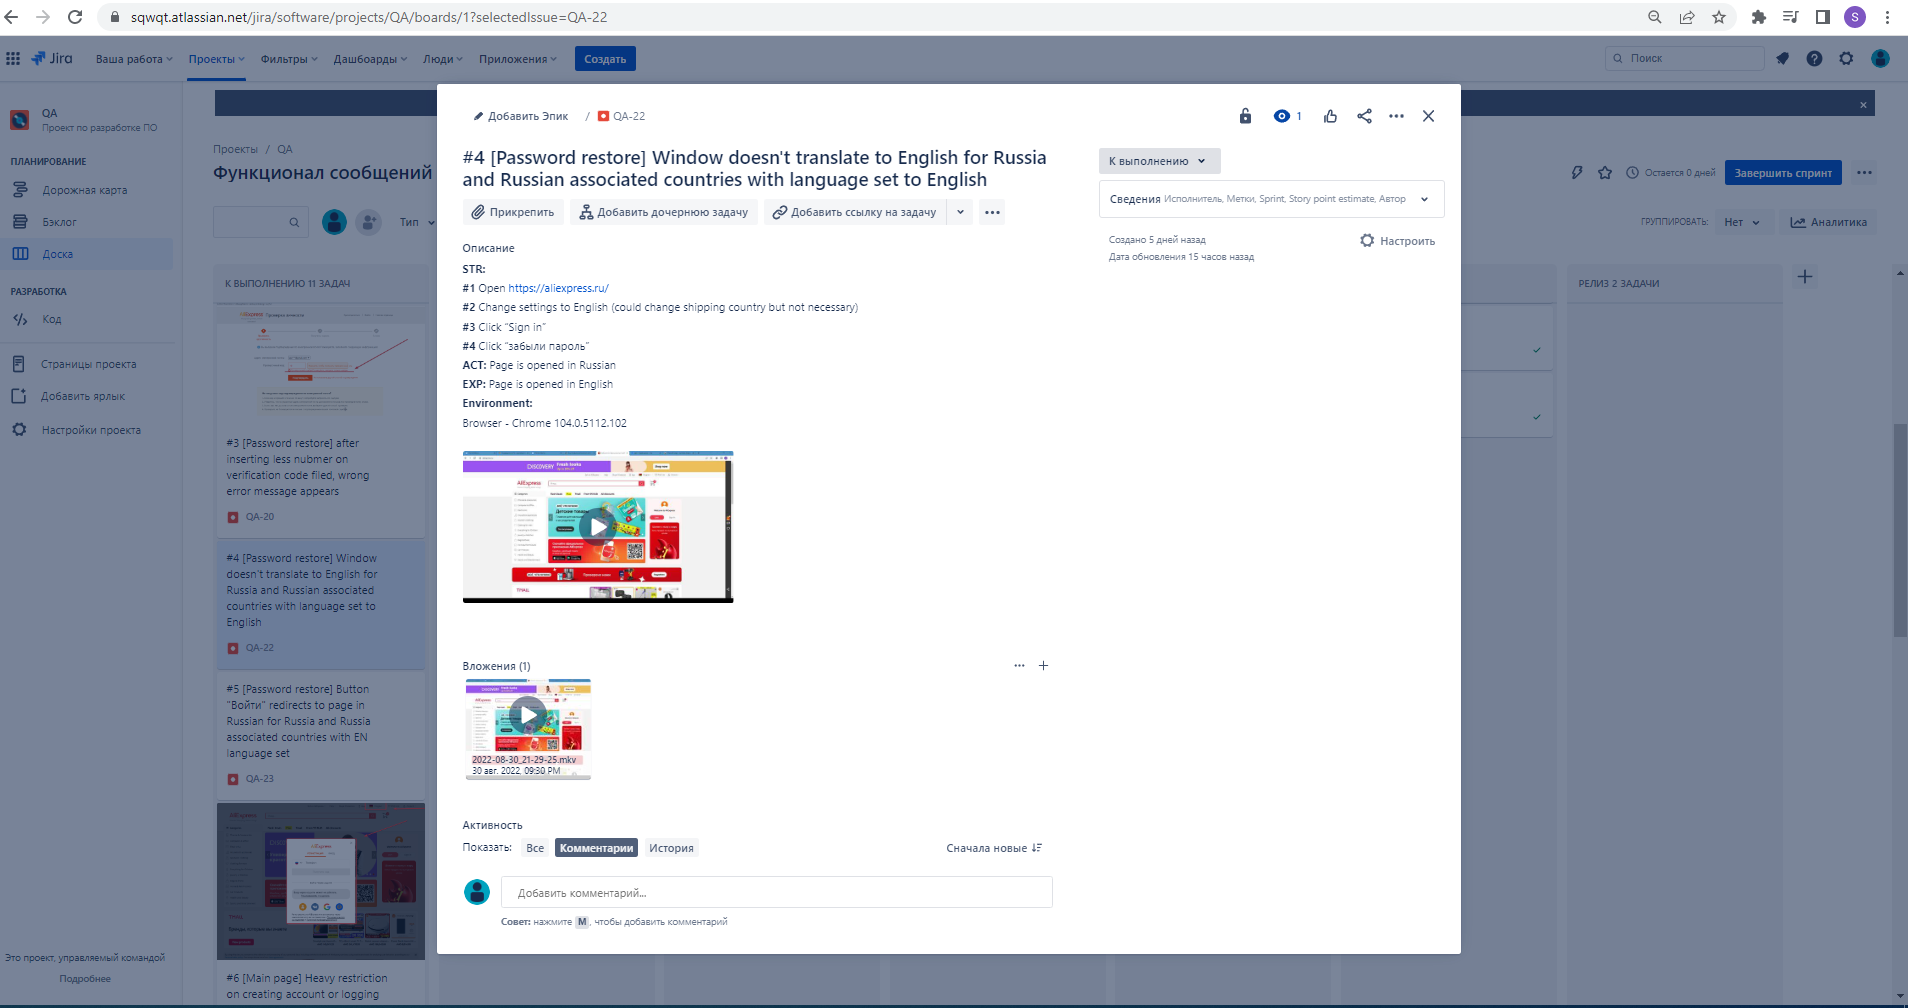 sqwqt.atlassian.net/jira/software/projects/QA/boards/1?selectedIssue=QA-22
S
Jira
Ваша работа
Проекты
Фильтры
Дашбоарды
Люди
Приложения
Создать
Поиск
QA
Проект по разработке ПО
ПЛАНИРОВАНИЕ
Дорожная карта
Бэклог
Доска
РАЗРАБОТКА
Код
Страницы проекта
Добавить ярлык
Настройки проекта
Это проект, управляемый командой
Подробнее
Проекты / QA
Функционал сообщений
Тип
Остается 0 дней
Завершить спринт
ГРУППИРОВАТЬ:
Нет
Аналитика
К ВЫПОЛНЕНИЮ 11 ЗАДАЧ
#3 [Password restore] after
inserting less nubmer on
verification code filed, wrong
error message appears
QA-20
#4 [Password restore] Window
doesn't translate to English for
Russia and Russian associated
countries with language set to
English
QA-22
#5 [Password restore] Button
"Войти" redirects to page in
Russian for Russia and Russia
associated countries with EN
language set
QA-23
#6 [Main page] Heavy restriction
on creating account or logging
РЕЛИЗ 2 ЗАДАЧИ
Добавить Эпик / QA-22
1
#4 [Password restore] Window doesn't translate to English for Russia
and Russian associated countries with language set to English
Прикрепить
Добавить дочернюю задачу
Добавить ссылку на задачу
Описание
STR:
#1 Open https://aliexpress.ru/
#2 Change settings to English (could change shipping country but not necessary)
#3 Click "Sign in"
#4 Click "забыли пароль"
ACT: Page is opened in Russian
EXP: Page is opened in English
Environment:
Browser - Chrome 104.0.5112.102
DISCOVERY
AliExpress
Детские товары
TMALL
Вложения (1)
2022-08-30_21-29-25.mkv
30 авг. 2022, 09:30 PM
Активность
Показать:
Все
Комментарии
История
Сначала новые
Добавить комментарий...
Совет: нажмите M, чтобы добавить комментарий
К выполнению
Сведения Исполнитель, Метки, Sprint, Story point estimate, Автор
Создано 5 дней назад
Дата обновления 15 часов назад
Настроить